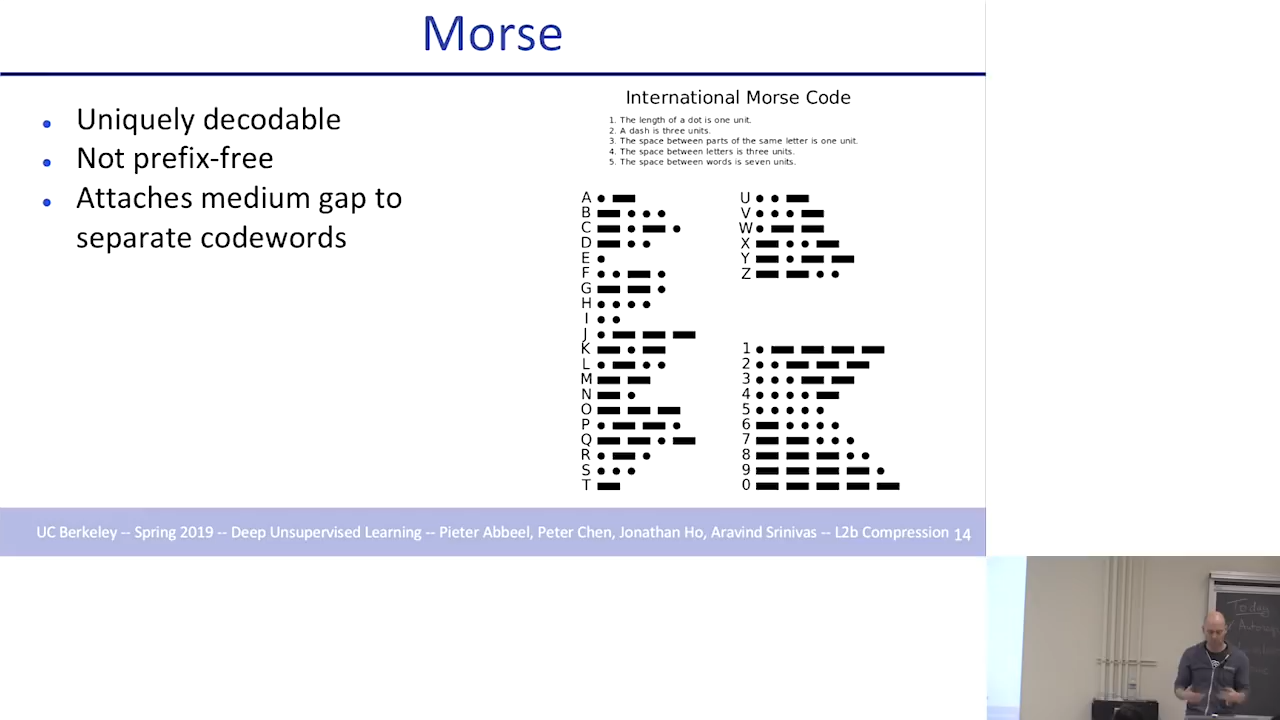 Morse
• Uniquely decodable
• Not prefix-free
• Attaches medium gap to
separate codewords
International Morse Code
1. The length of a dot is one unit.
2. A dash is three units.
3. The space between parts of the same letter is one unit.
4. The space between letters is three units.
5. The space between words is seven units.
A
B
C
D
E
F
G
H
I
J
K
L
M
N
O
P
Q
R
S
T
U
V
W
X
Y
Z
1
2
3
4
5
6
7
8
9
0
UC Berkeley -- Spring 2019 -- Deep Unsupervised Learning -- Pieter Abbeel, Peter Chen, Jonathan Ho, Aravind Srinivas -- L2b Compression 14
Today